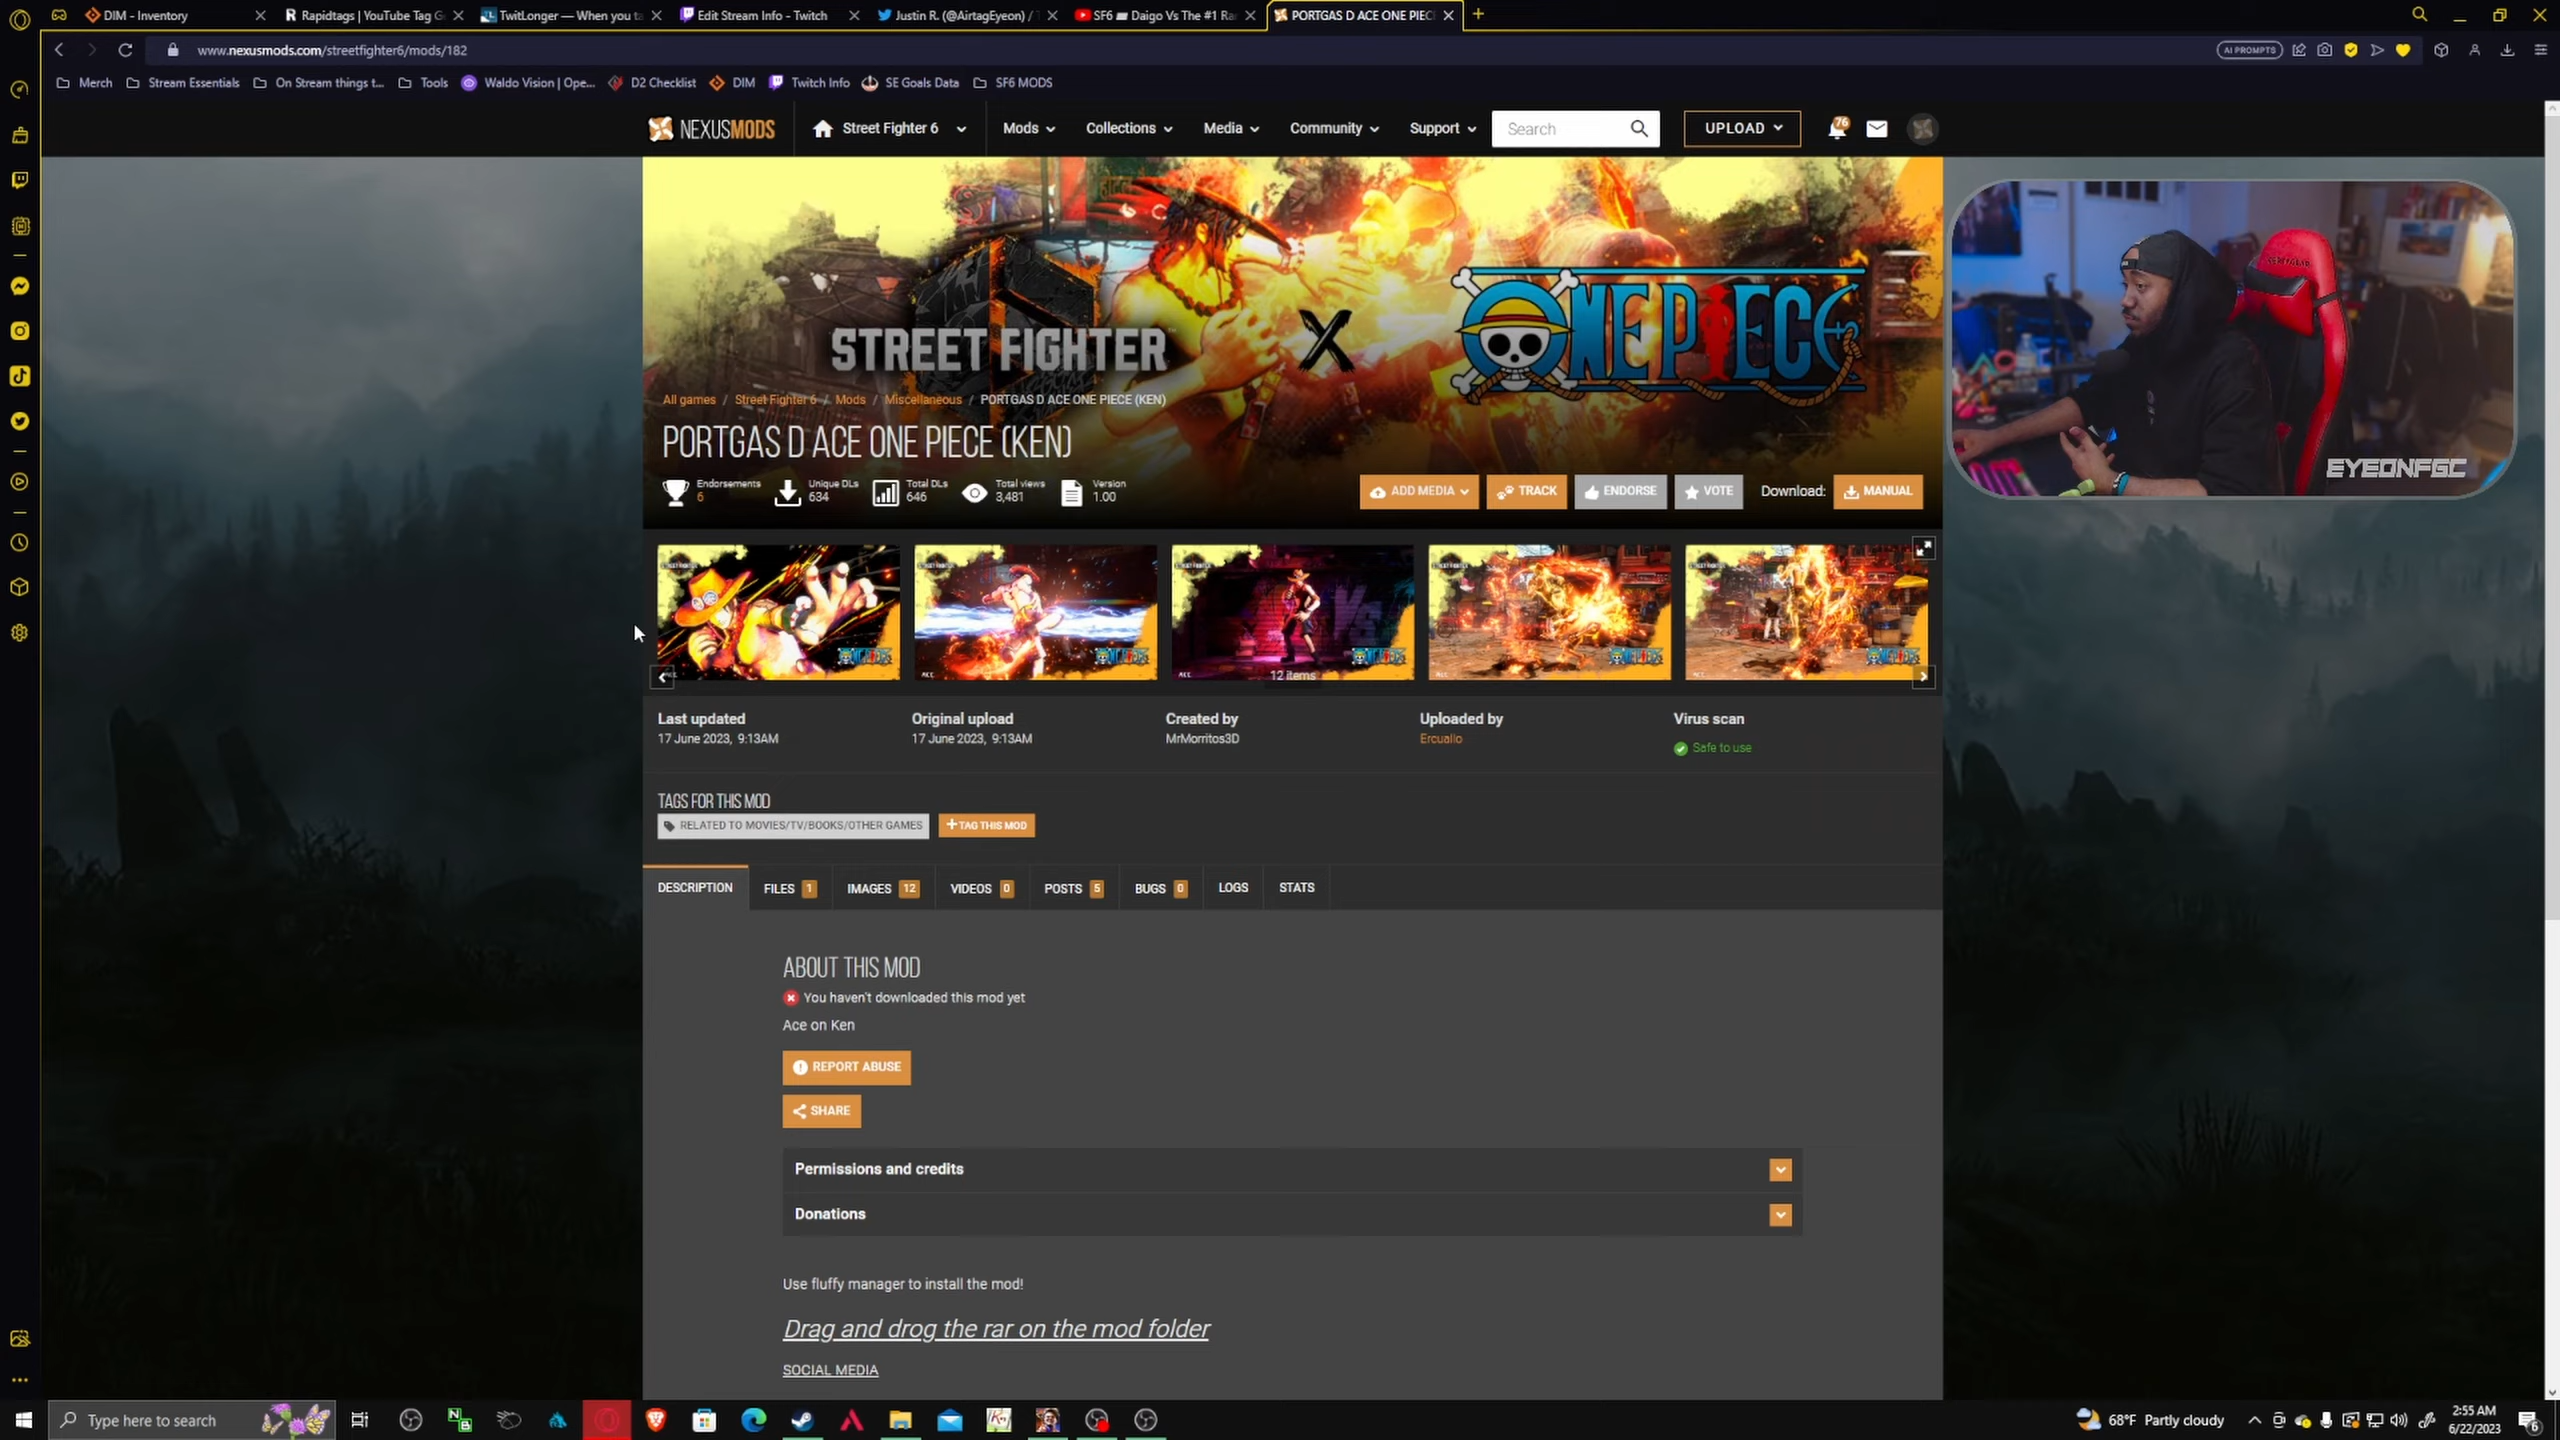 DIM - Inventory
Rapidtags | YouTube Tag G
TwitLonger — When you ta
Edit Stream Info - Twitch
Justin R. (@AirtagEyeon) /
SF6 Daigo Vs The #1 Ra
PORTGAS D ACE ONE PIEC
www.nexusmods.com/streetfighter6/mods/182
AI PROMPTS
Merch
Stream Essentials
On Stream things t...
Tools
Waldo Vision | Ope...
D2 Checklist
DIM
Twitch Info
SE Goals Data
SF6 MODS
NEXUSMODS
Street Fighter 6
Mods
Collections
Media
Community
Support
Search
UPLOAD
76
STREET FIGHTER
X
ONE PIECE
All games / Street Fighter 6 / Mods / Miscellaneous / PORTGAS D ACE ONE PIECE (KEN)
PORTGAS D ACE ONE PIECE (KEN)
Endorsements
6
Unique DLs
634
Total DLs
646
Total views
3,481
Version
1.00
ADD MEDIA
TRACK
ENDORSE
VOTE
Download:
MANUAL
EYEONFGC
12 items
Last updated
17 June 2023, 9:13AM
Original upload
17 June 2023, 9:13AM
Created by
MrMorritos3D
Uploaded by
Ercuallo
Virus scan
Safe to use
TAGS FOR THIS MOD
RELATED TO MOVIES/TV/BOOKS/OTHER GAMES
+TAG THIS MOD
DESCRIPTION
FILES 1
IMAGES 12
VIDEOS 0
POSTS 5
BUGS 0
LOGS
STATS
ABOUT THIS MOD
You haven't downloaded this mod yet
Ace on Ken
REPORT ABUSE
SHARE
Permissions and credits
Donations
Use fluffy manager to install the mod!
Drag and drog the rar on the mod folder
SOCIAL MEDIA
Type here to search
68°F Partly cloudy
2:55 AM
6/22/2023
6